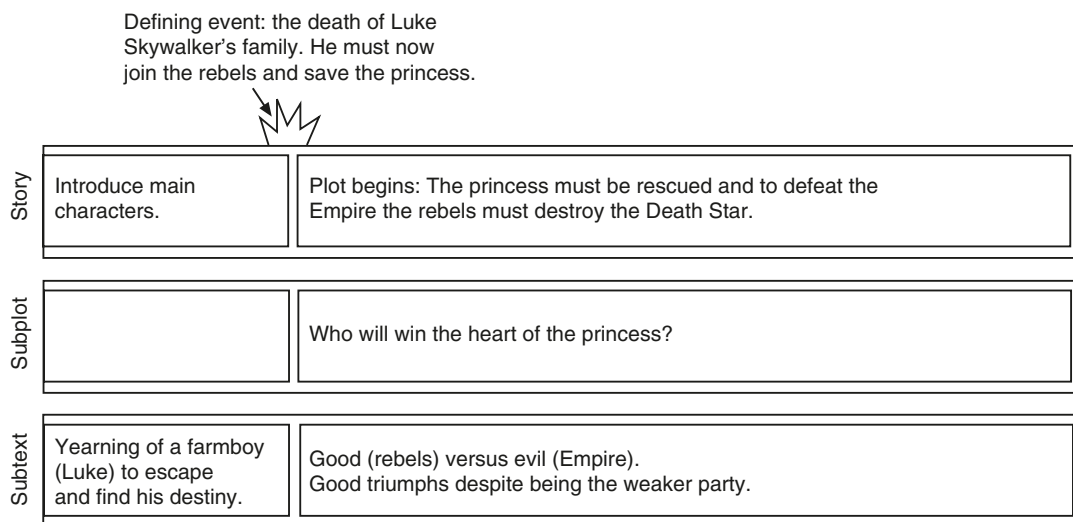 Defining event: the death of Luke
Skywalker’s family. He must now
join the rebels and save the princess.
Story
Introduce main
characters.
Plot begins: The princess must be rescued and to defeat the
Empire the rebels must destroy the Death Star.
Subplot
Who will win the heart of the princess?
Subtext
Yearning of a farmboy
(Luke) to escape
and find his destiny.
Good (rebels) versus evil (Empire).
Good triumphs despite being the weaker party.